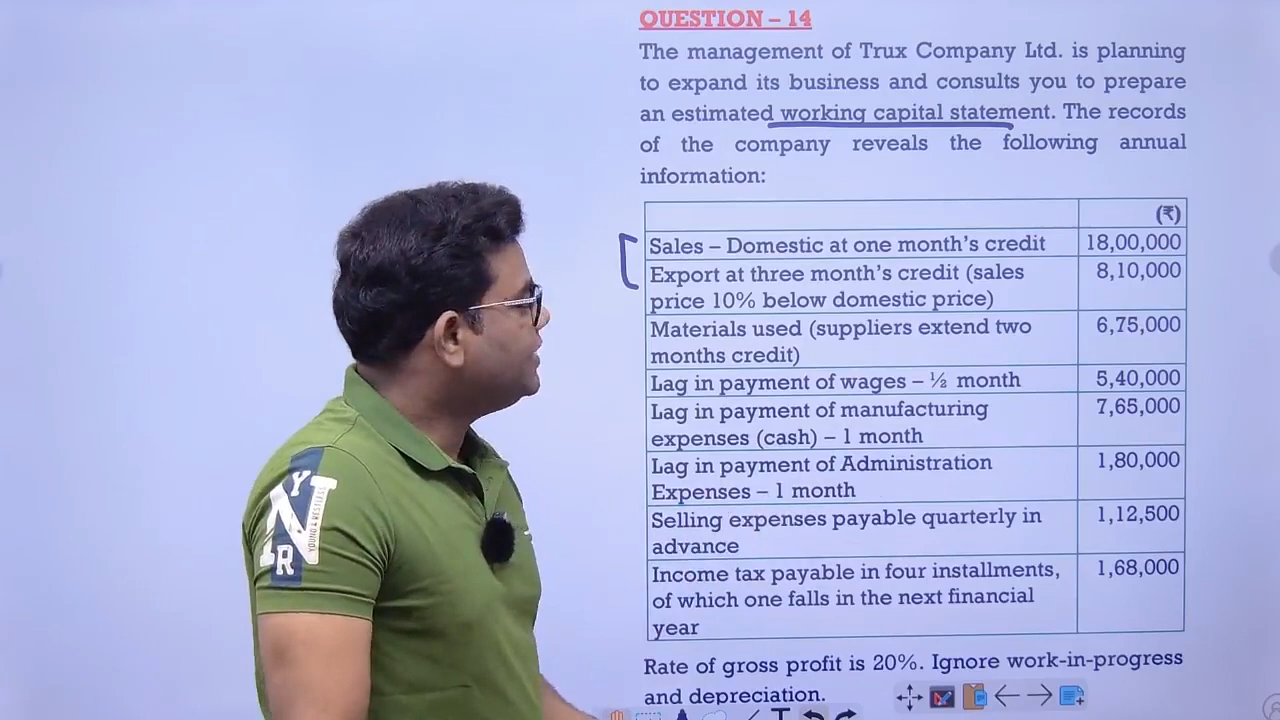 QUESTION – 14
The management of Trux Company Ltd. is planning
to expand its business and consults you to prepare
an estimated working capital statement. The records
of the company reveals the following annual
information:
(₹)
Sales – Domestic at one month's credit 18,00,000
Export at three month's credit (sales 8,10,000
price 10% below domestic price)
Materials used (suppliers extend two 6,75,000
months credit)
Lag in payment of wages – ½ month 5,40,000
Lag in payment of manufacturing 7,65,000
expenses (cash) – 1 month
Lag in payment of Administration 1,80,000
Expenses – 1 month
Selling expenses payable quarterly in 1,12,500
advance
Income tax payable in four installments, 1,68,000
of which one falls in the next financial
year
Rate of gross profit is 20%. Ignore work-in-progress
and depreciation.
Y
N
R
YOUNG & RESTLESS